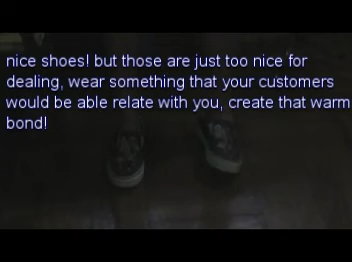 nice shoes! but those are just too nice for
dealing, wear something that your customers
would be able relate with you, create that warm
bond!